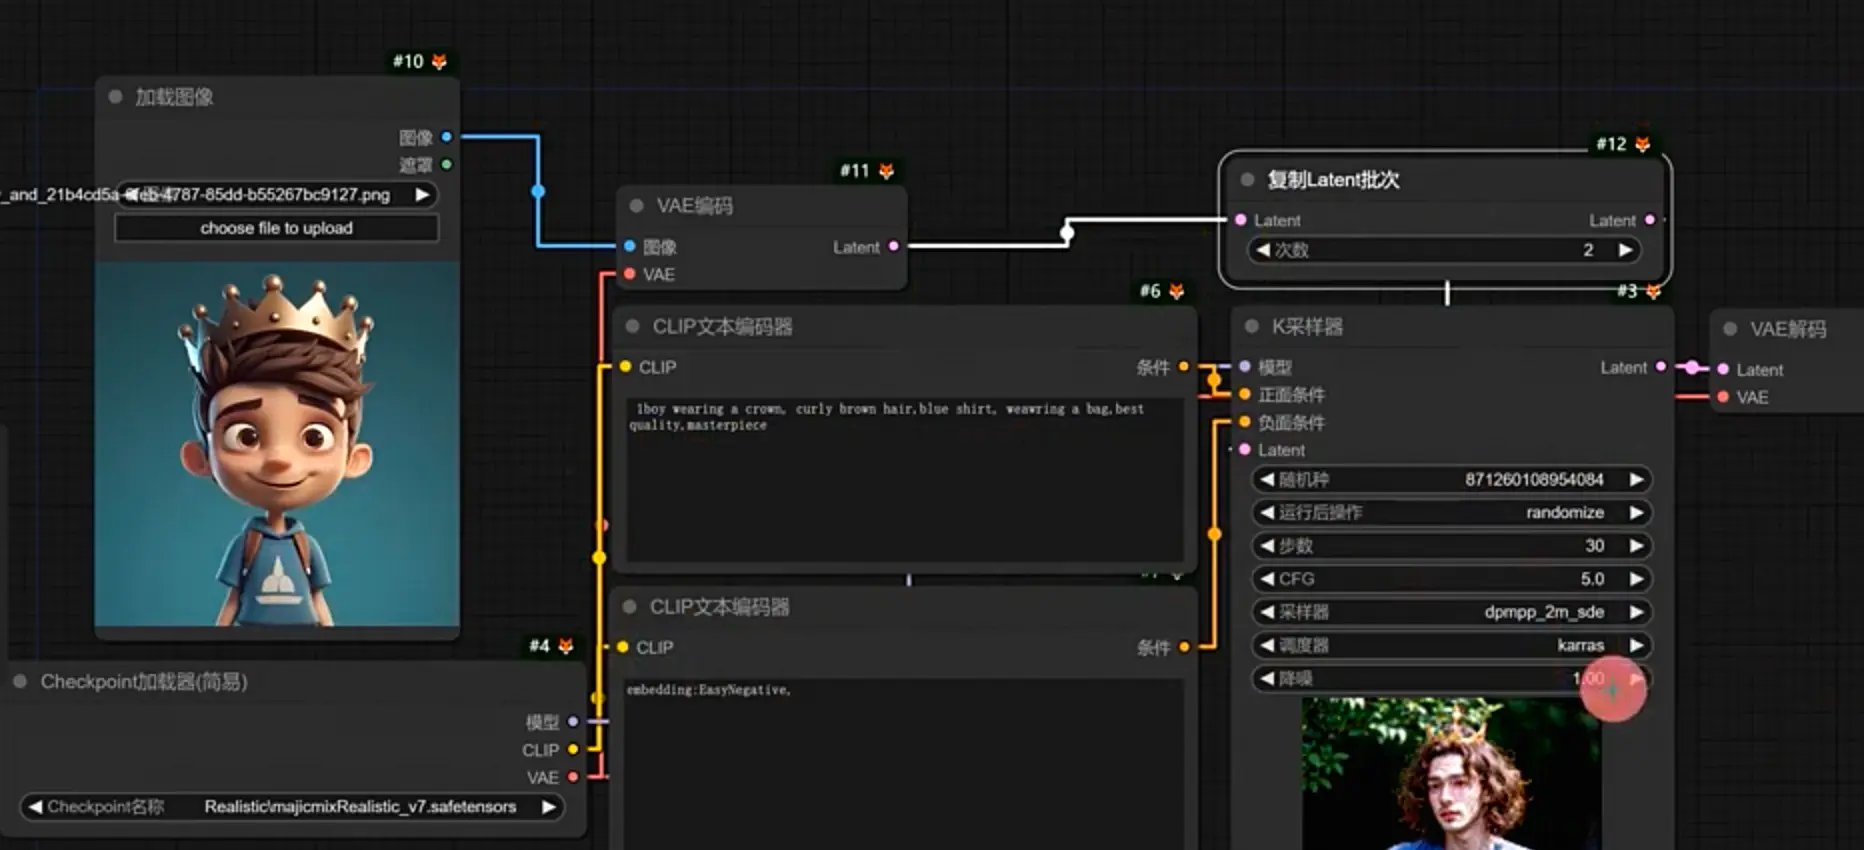 #10
加载图像
图像
遮罩
_and_21b4cd5a-
-4787-85dd-b55267bc9127.png
choose file to upload
#11
VAE编码
图像
Latent
VAE
#12
复制Latent批次
Latent
Latent
次数
2
#6
CLIP文本编码器
CLIP
条件
1boy wearing a crown, curly brown hair,blue shirt, weawring a bag,best
quality,masterpiece
#3
K采样器
模型
Latent
正面条件
负面条件
Latent
随机种
871260108954084
运行后操作
randomize
步数
30
CFG
5.0
采样器
dpmpp_2m_sde
调度器
karras
降噪
1.00
VAE解码
Latent
VAE
CLIP文本编码器
CLIP
条件
embedding:EasyNegative,
#4
Checkpoint加载器(简易)
模型
CLIP
VAE
Checkpoint名称
Realistic\majicmixRealistic_v7.safetensors